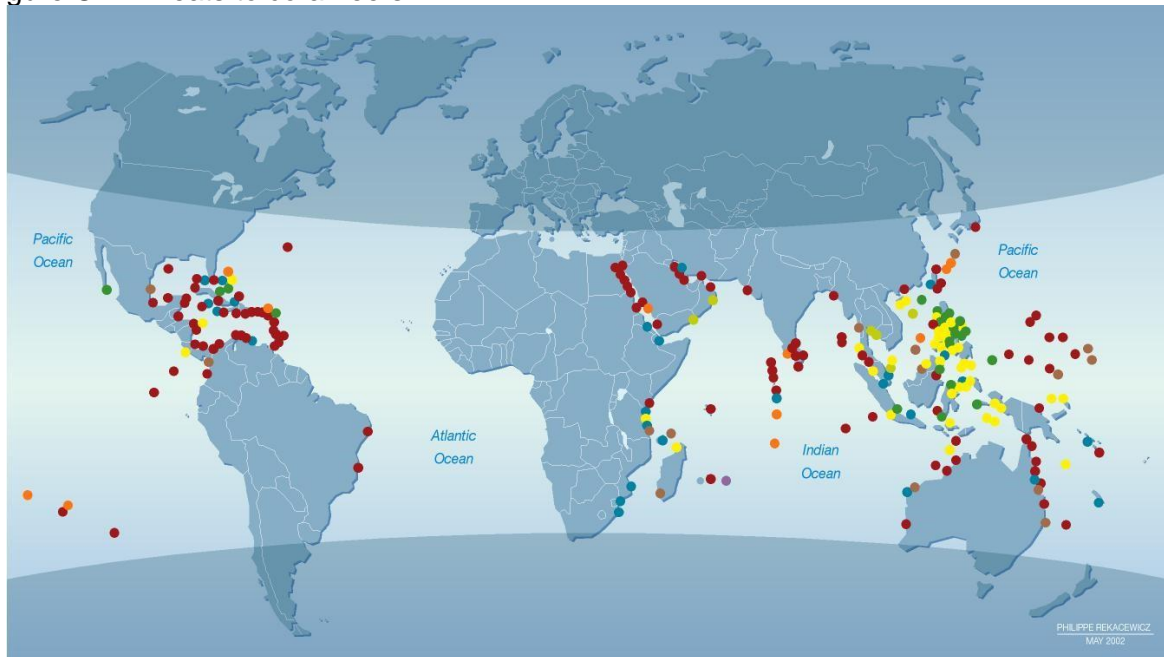 Pacific
Ocean
Pacific
Ocean
Atlantic
Ocean
Indian
Ocean
PHILIPPE REKACEWICZ
MAY 2002